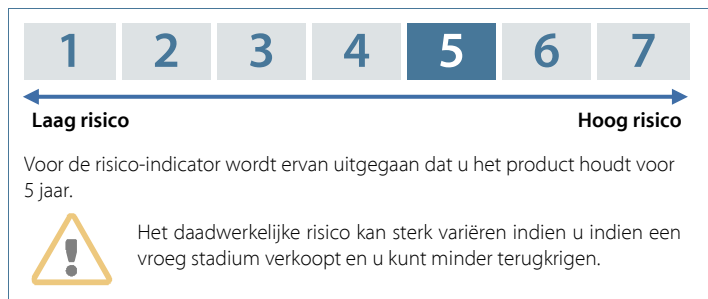 1 2 3 4 5 6 7
Laag risico Hoog risico
Voor de risico-indicator wordt ervan uitgegaan dat u het product houdt voor
5 jaar.
Het daadwerkelijke risico kan sterk variëren indien u indien een
vroeg stadium verkoopt en u kunt minder terugkrigen.